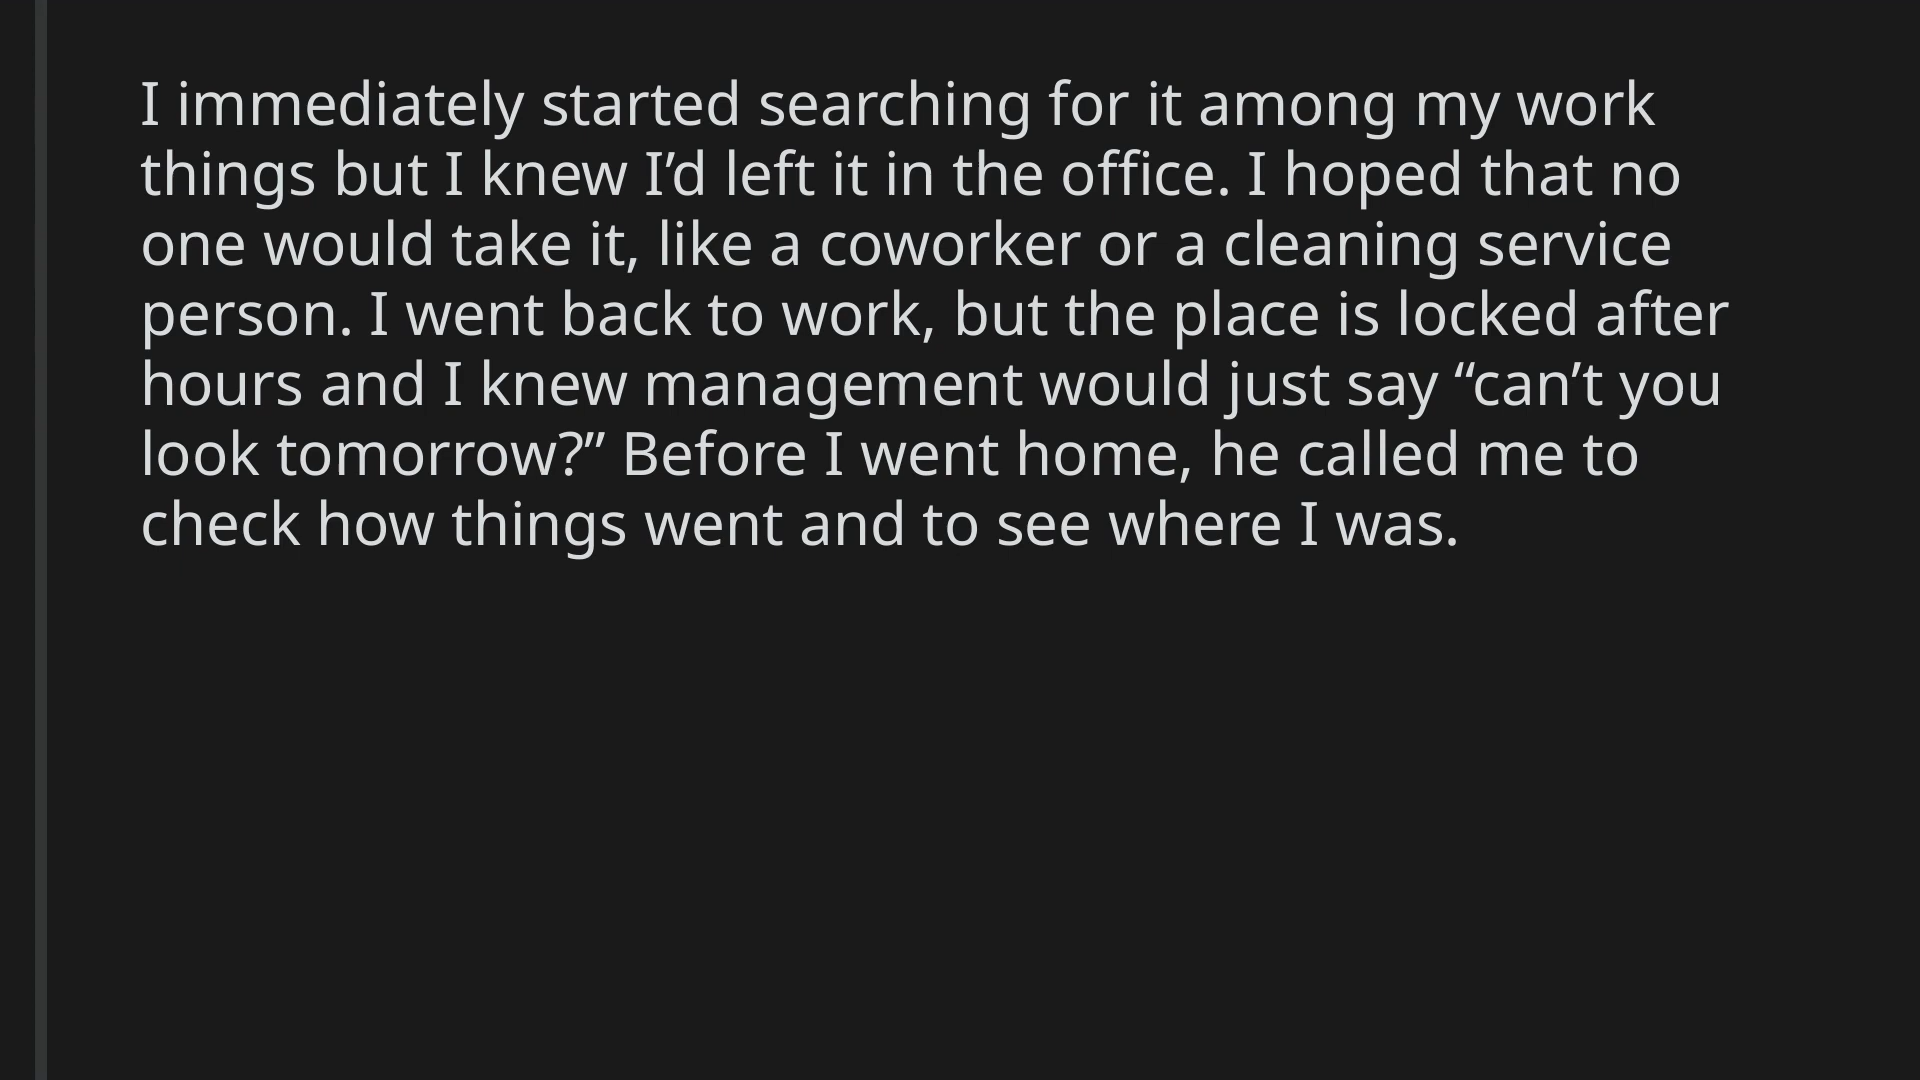 I immediately started searching for it among my work
things but I knew I’d left it in the office. I hoped that no
one would take it, like a coworker or a cleaning service
person. I went back to work, but the place is locked after
hours and I knew management would just say “can’t you
look tomorrow?” Before I went home, he called me to
check how things went and to see where I was.